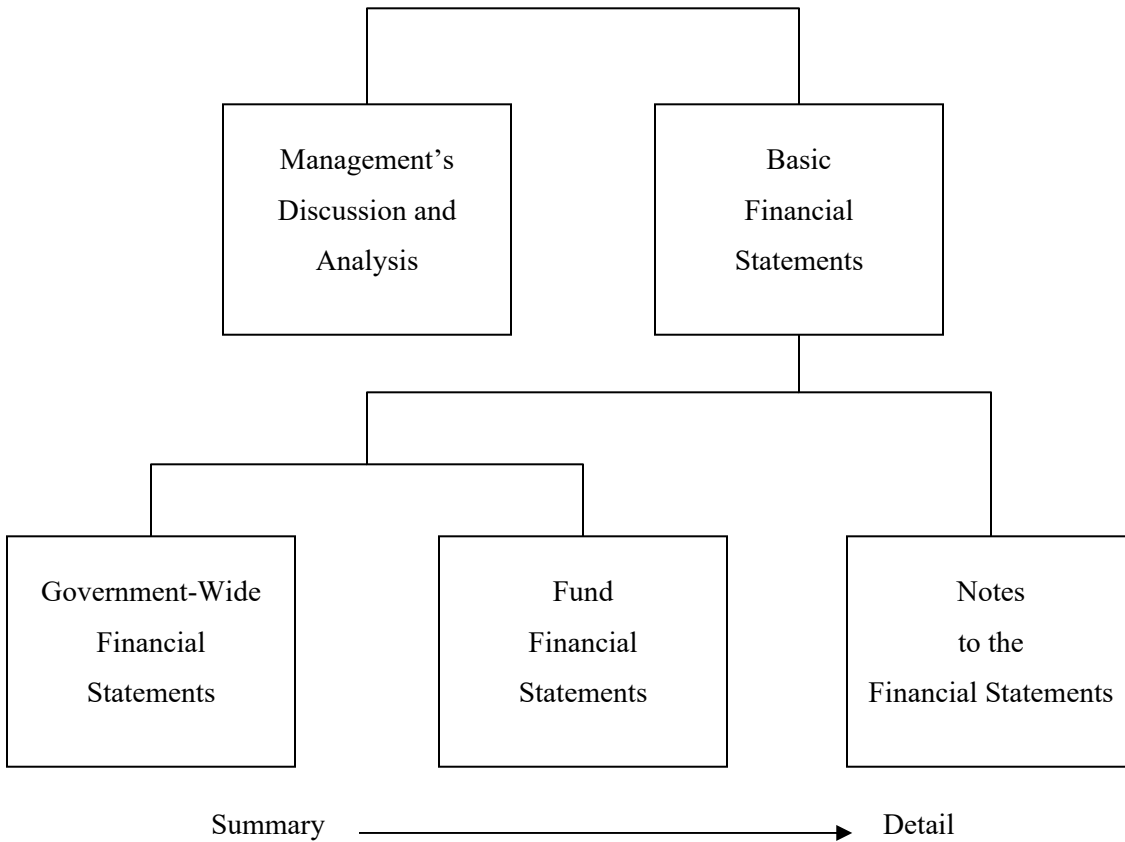 Management’s
Discussion and
Analysis
Basic
Financial
Statements
Government-Wide
Financial
Statements
Fund
Financial
Statements
Notes
to the
Financial Statements
Summary
Detail